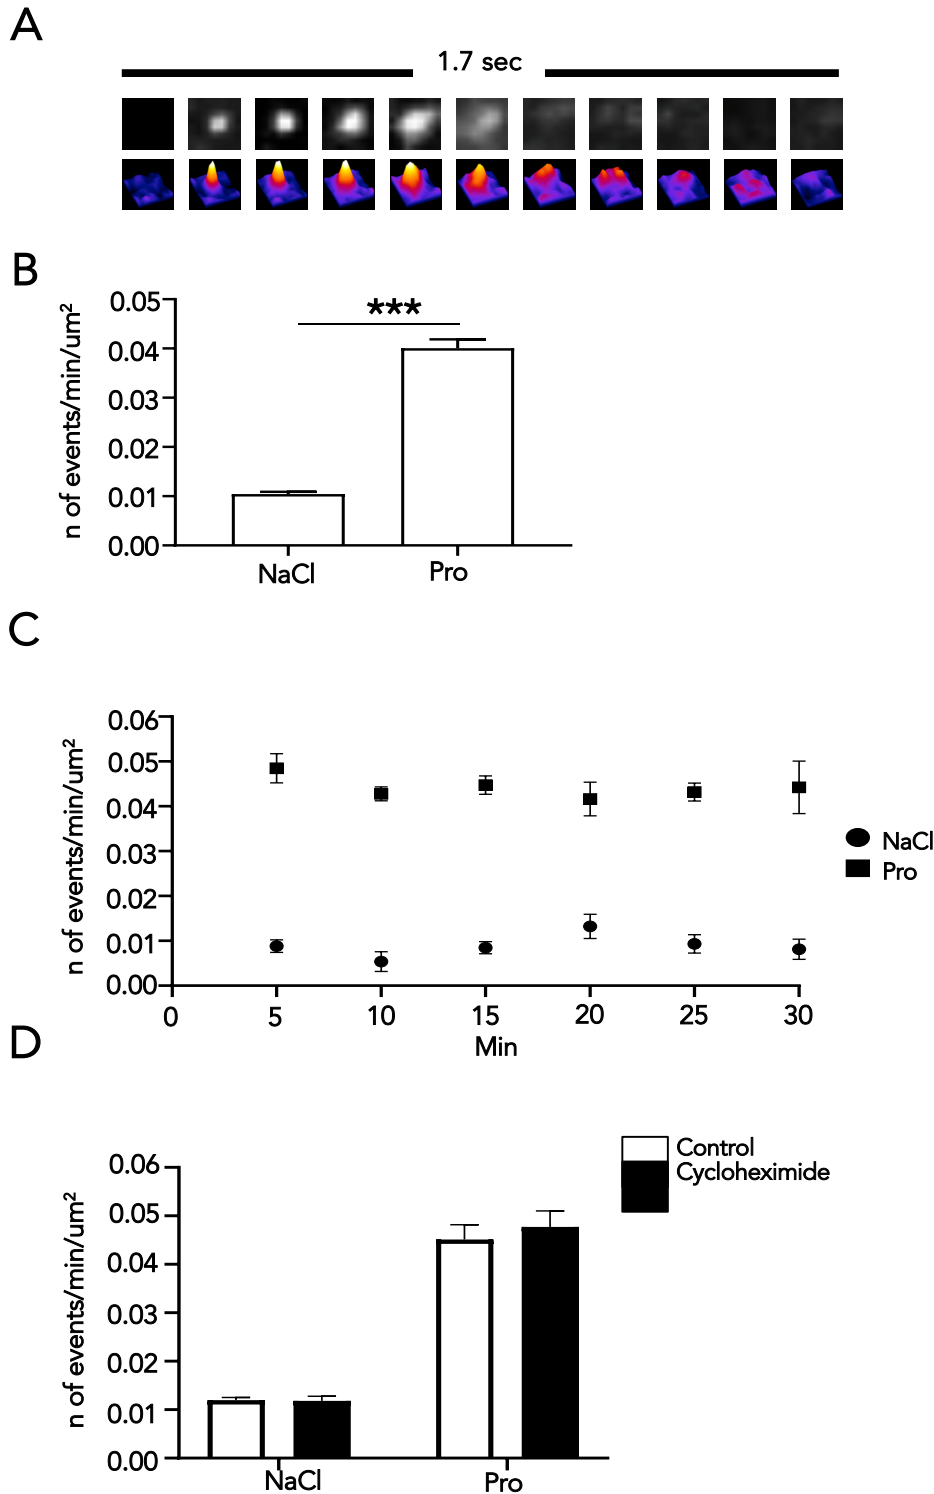 A
1.7 sec
B
n of events/min/um²
0.05
0.04
0.03
0.02
0.01
0.00
***
NaCl
Pro
C
n of events/min/um²
0.06
0.05
0.04
0.03
0.02
0.01
0.00
0
5
10
15
20
25
30
Min
NaCl
Pro
D
n of events/min/um²
0.06
0.05
0.04
0.03
0.02
0.01
0.00
NaCl
Pro
Control
Cycloheximide